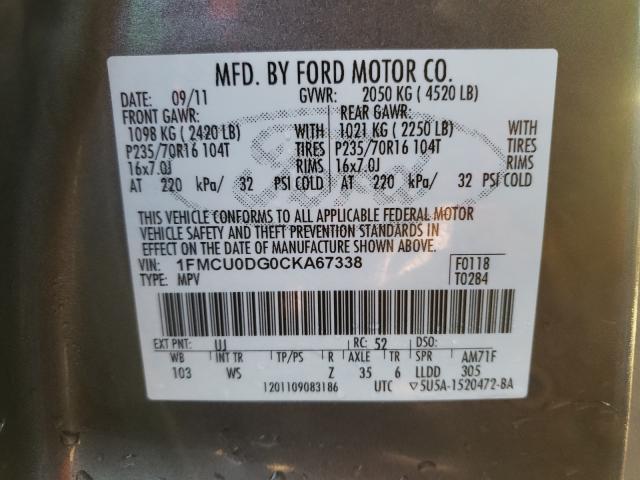 MFD. BY FORD MOTOR CO.
DATE: 09/11 GVWR: 2050 KG ( 4520 LB)
FRONT GAWR: REAR GAWR:
1098 KG ( 2420 LB) WITH 1021 KG ( 2250 LB) WITH
P235/70R16 104T TIRES P235/70R16 104T TIRES
16x7.0J RIMS 16x7.0J RIMS
AT 220 kPa/ 32 PSI COLD AT 220 kPa/ 32 PSI COLD
THIS VEHICLE CONFORMS TO ALL APPLICABLE FEDERAL MOTOR
VEHICLE SAFETY AND THEFT PREVENTION STANDARDS IN
EFFECT ON THE DATE OF MANUFACTURE SHOWN ABOVE.
VIN: 1FMCU0DG0CKA67338 F0118
TYPE: MPV T0284
EXT PNT: UJ RC: 52 DSO:
WB INT TR TP/PS R AXLE TR SPR AM71F
103 WS Z 35 6 LLDD 305
1201109083186 UTC ▽5U5A-1520472-BA